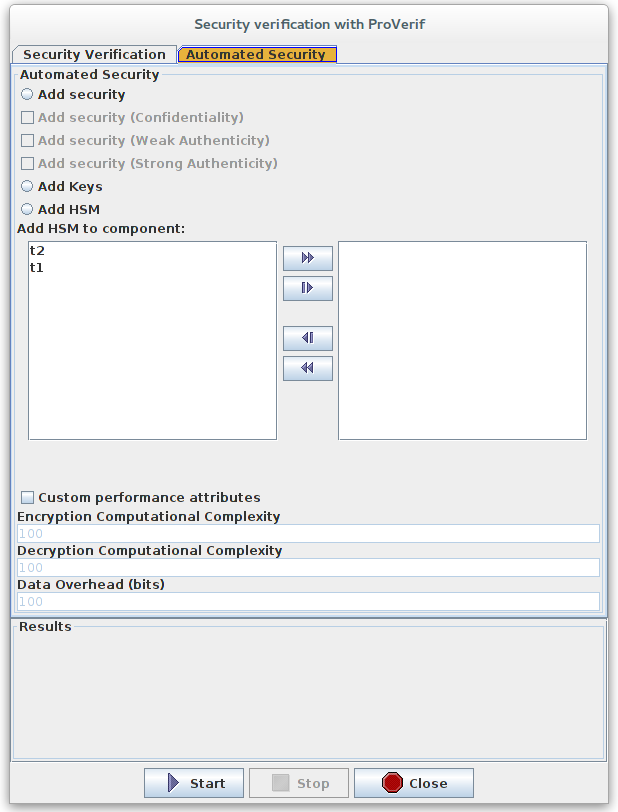 Security verification with ProVerif
Security Verification
Automated Security
Automated Security
Add security
Add security (Confidentiality)
Add security (Weak Authenticity)
Add security (Strong Authenticity)
Add Keys
Add HSM
Add HSM to component:
t2
t1
Custom performance attributes
Encryption Computational Complexity
100
Decryption Computational Complexity
100
Data Overhead (bits)
100
Results
Start
Stop
Close